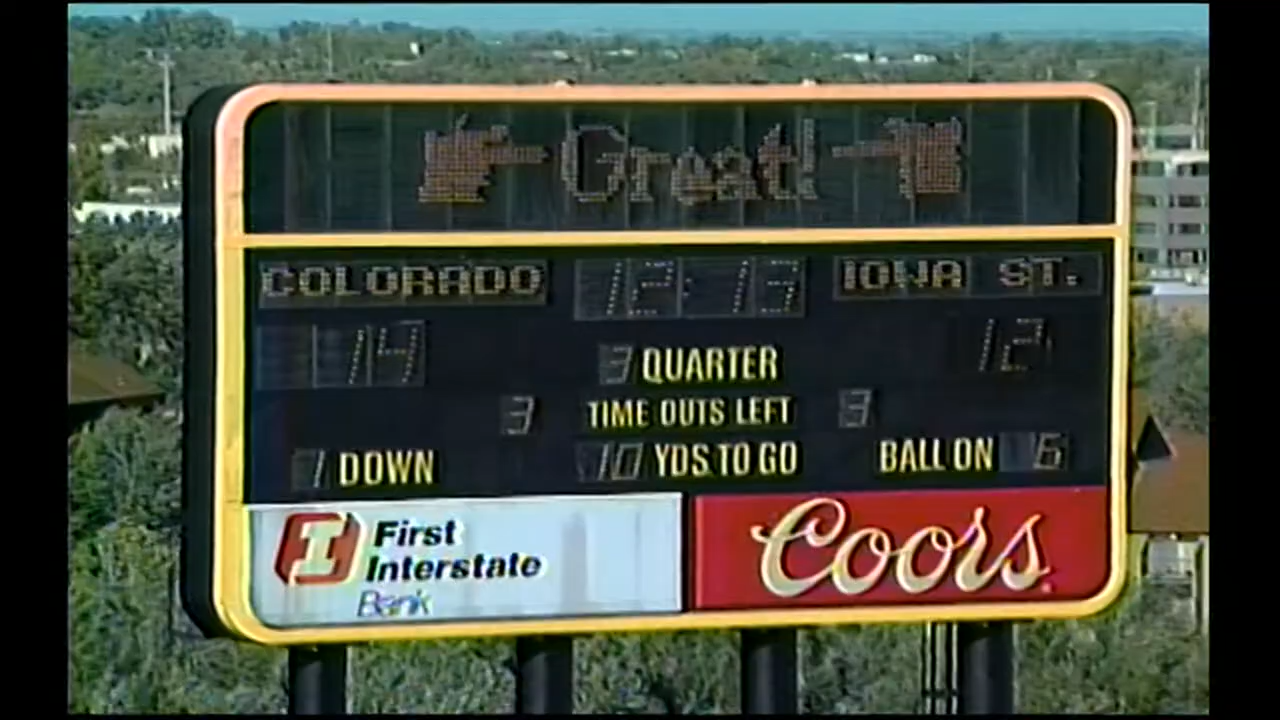 Great!
COLORADO 12:13 IOWA ST.
14 12
3 QUARTER
3 TIME OUTS LEFT 3
1 DOWN 10 YDS TO GO BALL ON 6
I First Interstate Bank
Coors